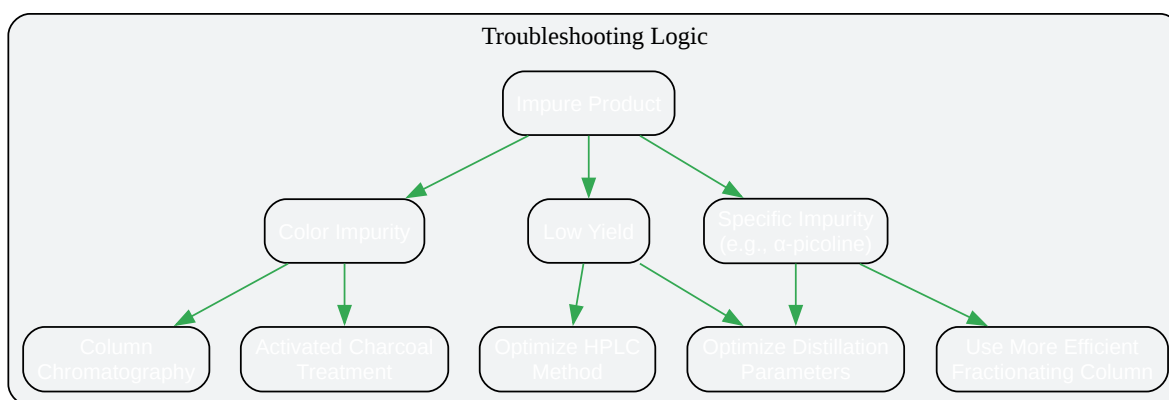 Troubleshooting Logic
Impure Product
Color Impurity
Low Yield
Specific Impurity
(e.g., α-picoline)
Column
Chromatography
Activated Charcoal
Treatment
Optimize HPLC
Method
Optimize Distillation
Parameters
Use More Efficient
Fractionating Column